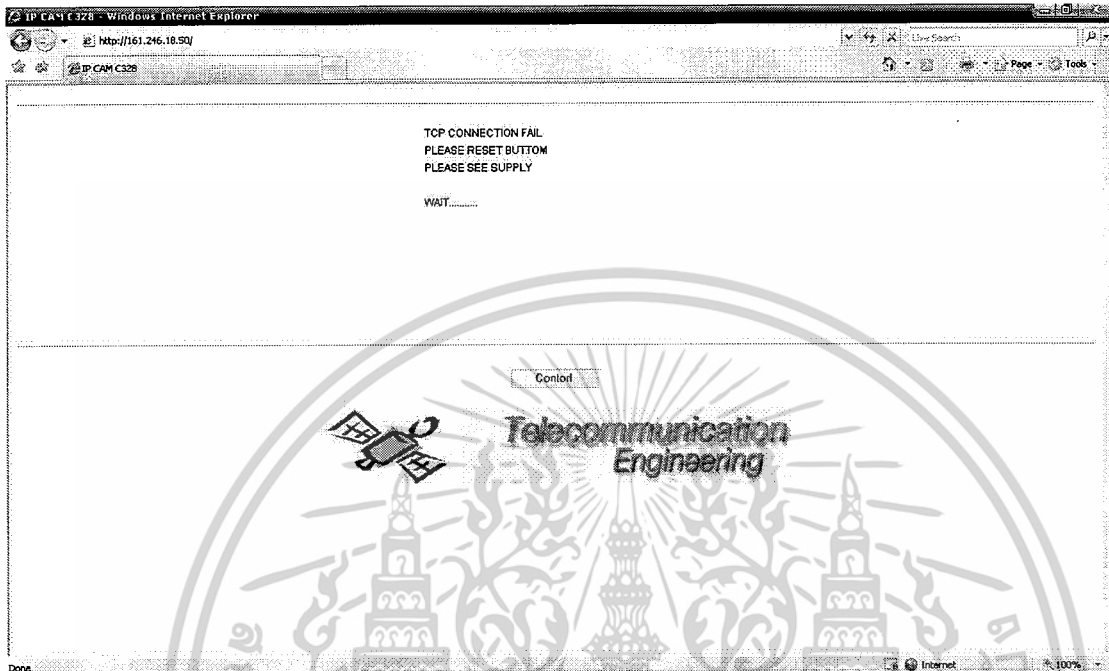 IP CAM C328 - Windows Internet Explorer
http://161.246.18.50/
Live Search
IP CAM C328
Page
Tools
TCP CONNECTION FAIL
PLEASE RESET BUTTOM
PLEASE SEE SUPPLY
WAIT..........
Contorl
Telecommunication
Engineering
Done
Internet
100%